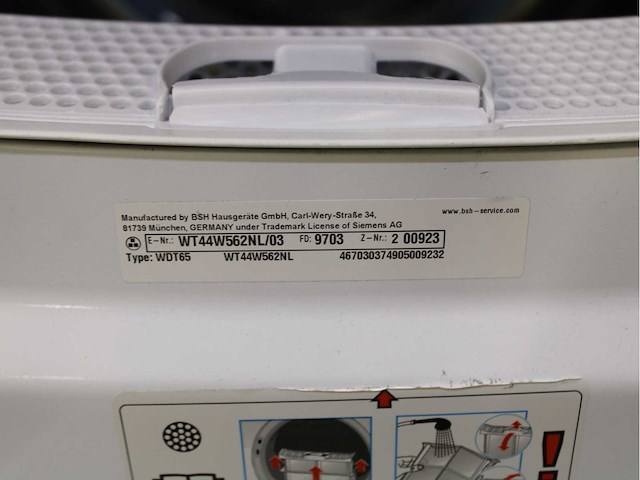 Manufactured by BSH Hausgeräte GmbH, Carl-Wery-Straße 34,
www.bsh-service.com
81739 München, GERMANY under Trademark License of Siemens AG
E-Nr.: WT44W562NL/03 FD: 9703 Z-Nr.: 2 00923
Type: WDT65 WT44W562NL 467030374905009232